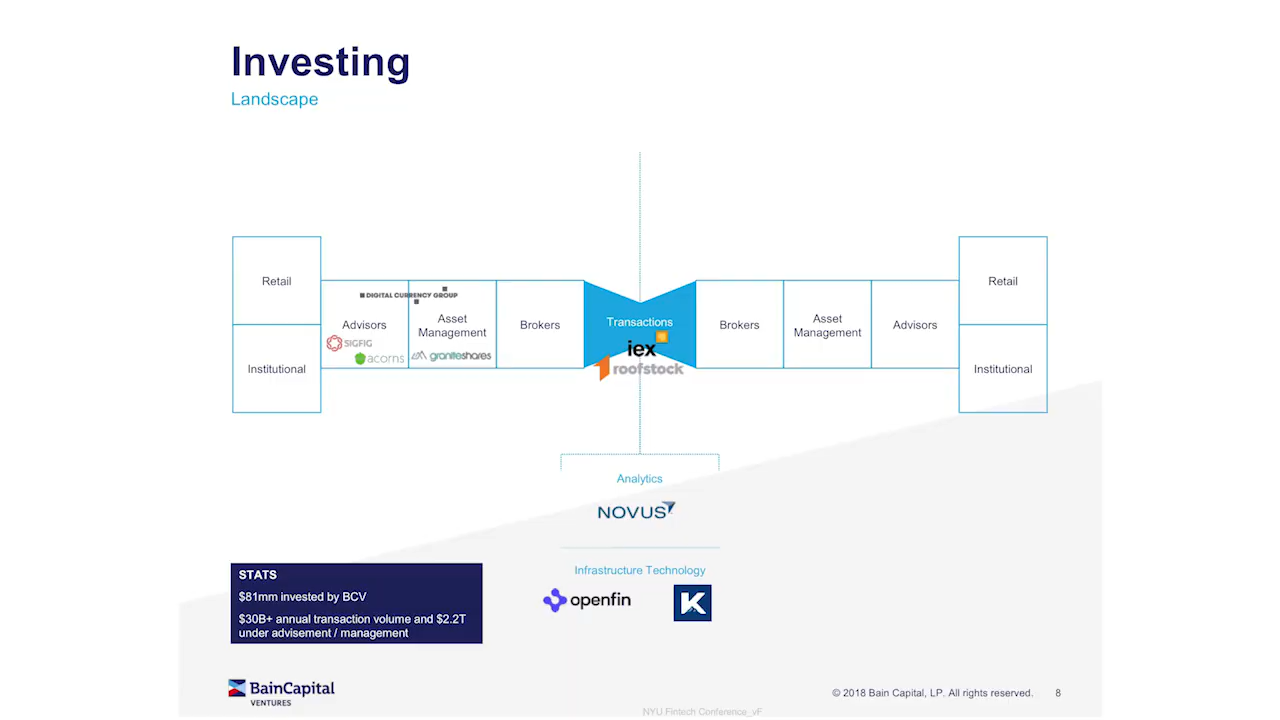 Investing
Landscape
Retail
Institutional
DIGITAL CURRENCY GROUP
Advisors
SIGFIG
acorns
Asset
Management
graniteshares
Brokers
Transactions
iex
roofstock
Brokers
Asset
Management
Advisors
Retail
Institutional
Analytics
NOVUS
Infrastructure Technology
openfin
K
STATS
$81mm invested by BCV
$30B+ annual transaction volume and $2.2T
under advisement / management
BainCapital
VENTURES
© 2018 Bain Capital, LP. All rights reserved.
8
NYU Fintech Conference_vF